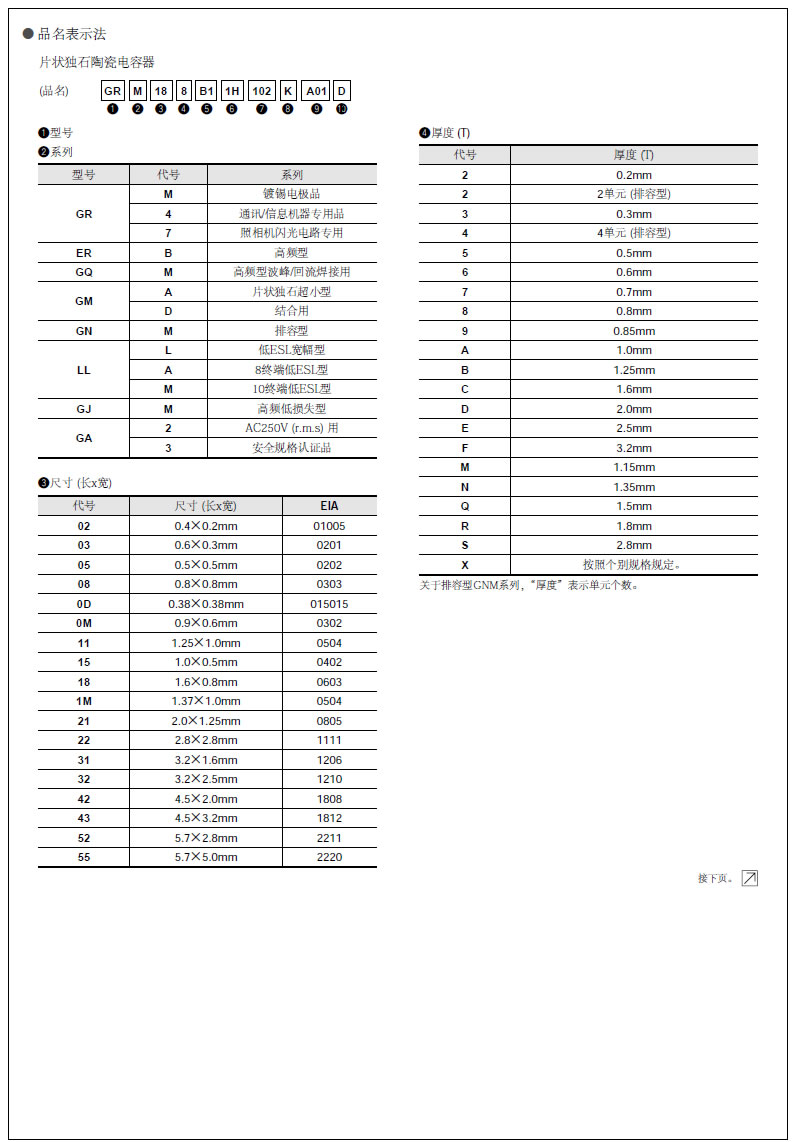 ● 品名表示法
片状独石陶瓷电容器
(品名) GR M 18 8 B1 1H 102 K A01 D
❶ ❷ ❸ ❹ ❺ ❻ ❼ ❽ ❾ ❿
❶型号
❷系列
型号 代号 系列
GR M 镀锡电极品
4 通讯/信息机器专用品
7 照相机闪光电路专用
ER B 高频型
GQ M 高频型波峰/回流焊接用
GM A 片状独石超小型
D 结合用
GN M 排容型
LL L 低ESL宽幅型
A 8终端低ESL型
M 10终端低ESL型
GJ M 高频低损失型
GA 2 AC250V (r.m.s) 用
3 安全规格认证品
❸尺寸 (长x宽)
代号 尺寸 (长x宽) EIA
02 0.4×0.2mm 01005
03 0.6×0.3mm 0201
05 0.5×0.5mm 0202
08 0.8×0.8mm 0303
0D 0.38×0.38mm 015015
0M 0.9×0.6mm 0302
11 1.25×1.0mm 0504
15 1.0×0.5mm 0402
18 1.6×0.8mm 0603
1M 1.37×1.0mm 0504
21 2.0×1.25mm 0805
22 2.8×2.8mm 1111
31 3.2×1.6mm 1206
32 3.2×2.5mm 1210
42 4.5×2.0mm 1808
43 4.5×3.2mm 1812
52 5.7×2.8mm 2211
55 5.7×5.0mm 2220
❹厚度 (T)
代号 厚度 (T)
2 0.2mm
2 2单元 (排容型)
3 0.3mm
4 4单元 (排容型)
5 0.5mm
6 0.6mm
7 0.7mm
8 0.8mm
9 0.85mm
A 1.0mm
B 1.25mm
C 1.6mm
D 2.0mm
E 2.5mm
F 3.2mm
M 1.15mm
N 1.35mm
Q 1.5mm
R 1.8mm
S 2.8mm
X 按照个别规格规定。
关于排容型GNM系列，“厚度”表示单元个数。
接下页。